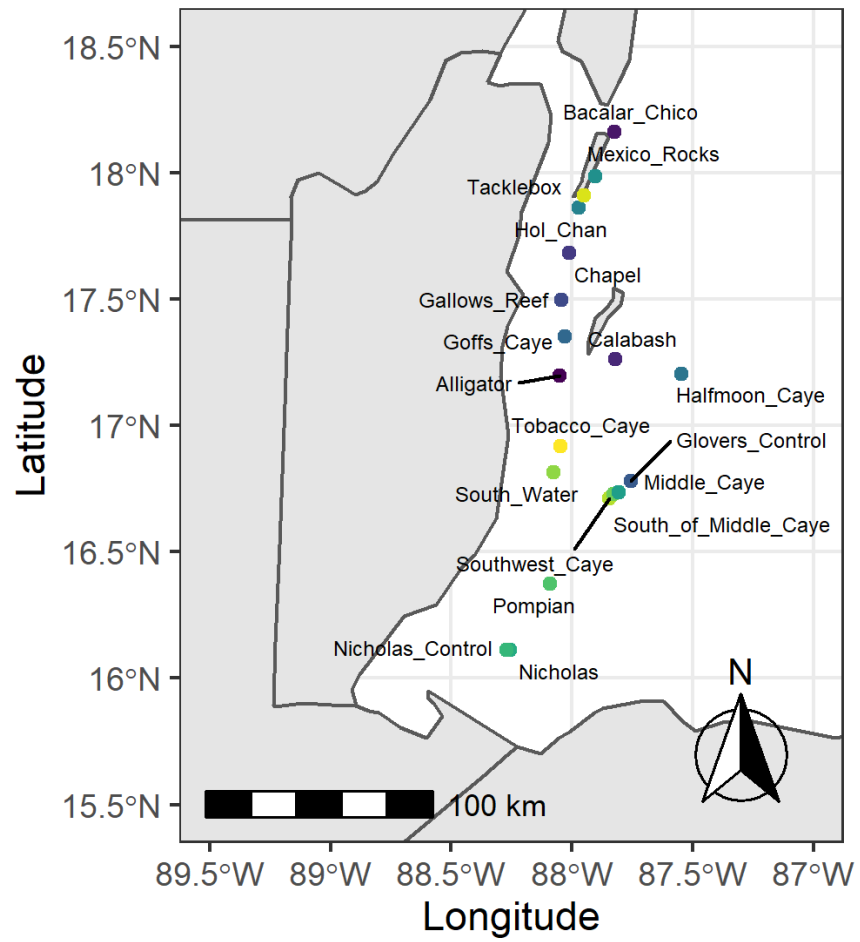 18.5°N
Bacalar_Chico
18°N
Mexico_Rocks
Tacklebox
Hol_Chan
Chapel
17.5°N
Gallows_Reef
Goffs_Caye
Calabash
Alligator
Halfmoon_Caye
17°N
Tobacco_Caye
Glovers_Control
South_Water
Middle_Caye
South_of_Middle_Caye
16.5°N
Southwest_Caye
Pompian
Nicholas_Control
Nicholas
16°N
N
15.5°N
100 km
89.5°W 89°W 88.5°W 88°W 87.5°W 87°W
Longitude
Latitude